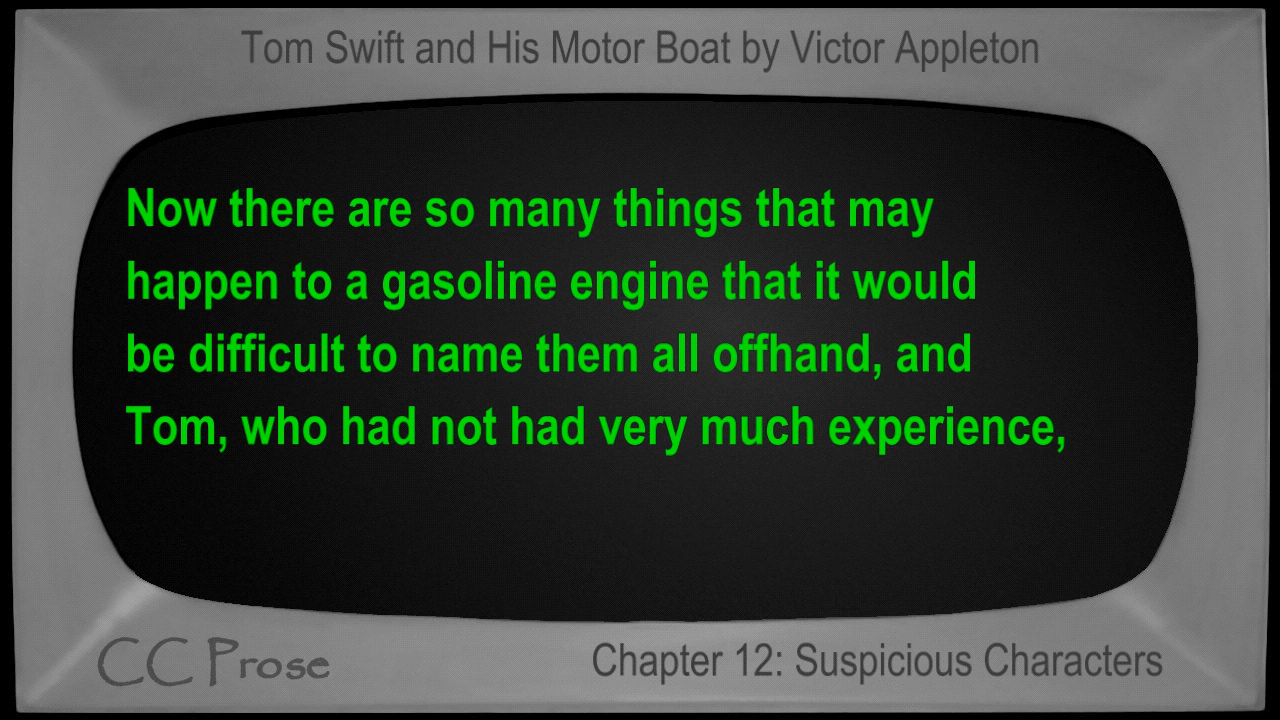 Tom Swift and His Motor Boat by Victor Appleton
Now there are so many things that may
happen to a gasoline engine that it would
be difficult to name them all offhand, and
Tom, who had not had very much experience,
CC Prose
Chapter 12: Suspicious Characters